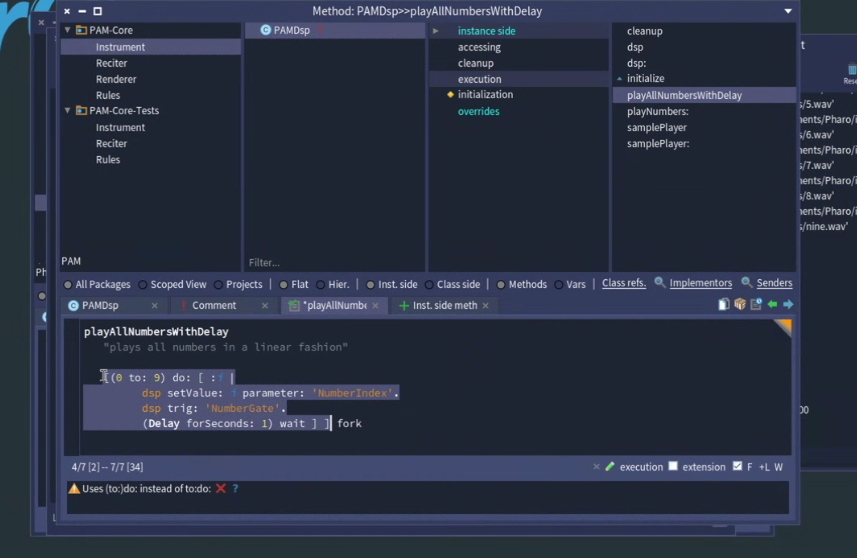 Method: PAMDsp>>playAllNumbersWithDelay
PAM-Core
Instrument
Reciter
Renderer
Rules
PAM-Core-Tests
Instrument
Reciter
Rules
PAM
PAMDsp !
Filter...
instance side
accessing
cleanup
execution
initialization
overrides
cleanup
dsp
dsp:
initialize
playAllNumbersWithDelay
playNumbers:
samplePlayer
samplePlayer:
s/5.wav'
ents/Pharo/i
s/6.wav'
ents/Pharo/i
s/7.wav'
ents/Pharo/i
s/8.wav'
ents/Pharo/i
s/nine.wav'
All Packages Scoped View Projects Flat Hier. Inst. side Class side Methods Vars Class refs. Implementors Senders
PAMDsp × ! Comment × *playAllNumbe × + Inst. side meth ×
playAllNumbersWithDelay
"plays all numbers in a linear fashion"
[(0 to: 9) do: [ :i |
dsp setValue: i parameter: 'NumberIndex'.
dsp trig: 'NumberGate'.
(Delay forSeconds: 1) wait ] ] fork
4/7 [2] -- 7/7 [34]
× execution extension F +L W
Uses (to:)do: instead of to:do: ?